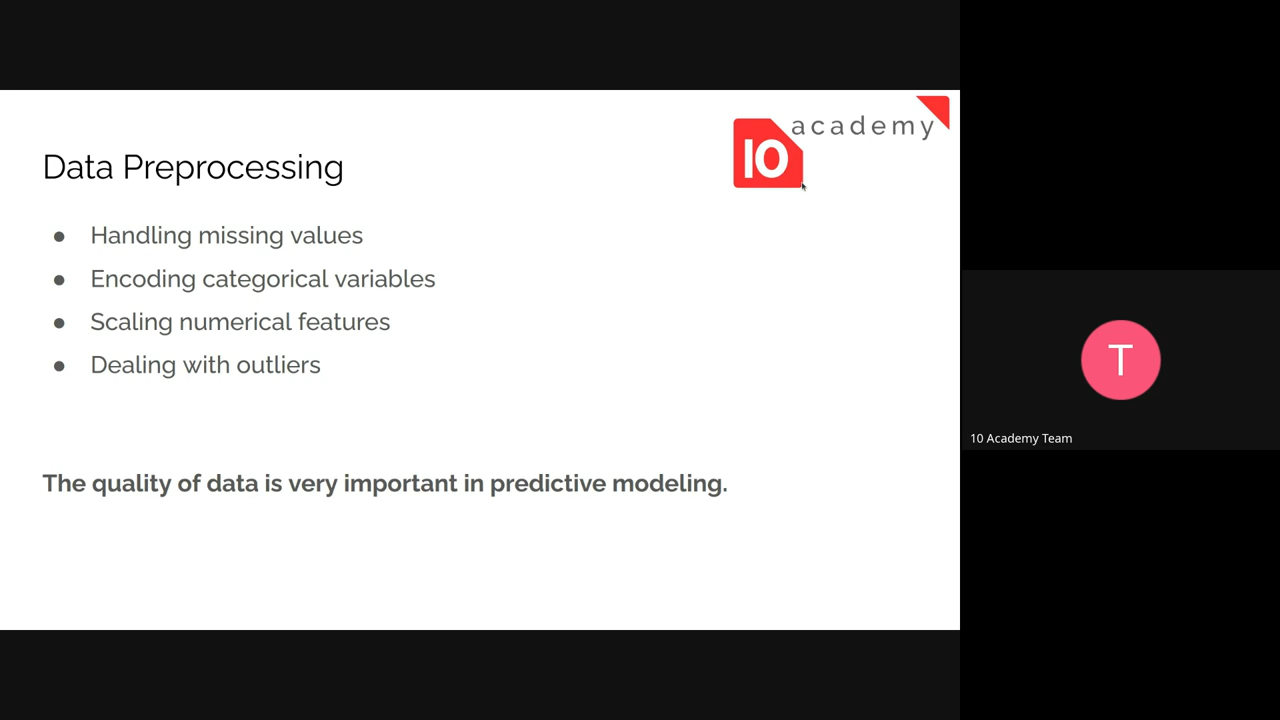 academy
10
Data Preprocessing
● Handling missing values
● Encoding categorical variables
● Scaling numerical features
● Dealing with outliers
The quality of data is very important in predictive modeling.
T
10 Academy Team